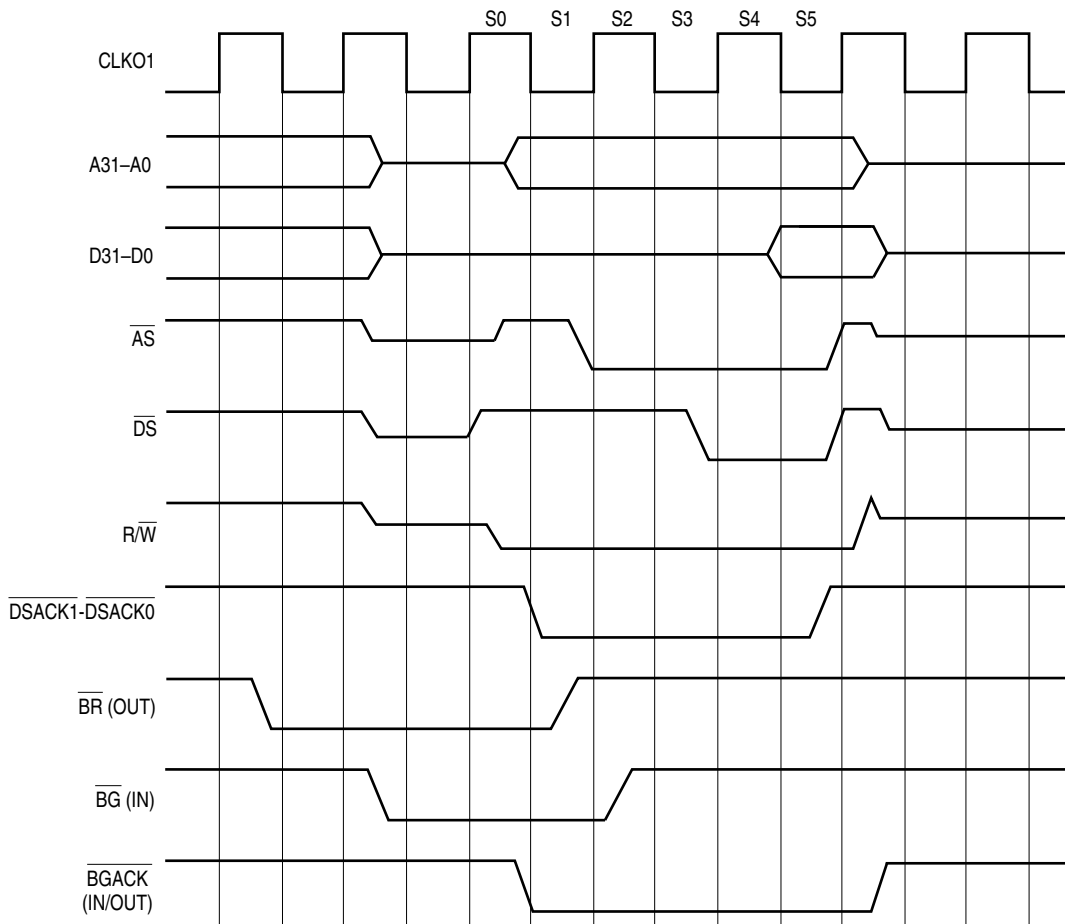 S0 S1 S2 S3 S4 S5
CLKO1
A31–A0
D31–D0
AS
DS
R/W
DSACK1-DSACK0
BR (OUT)
BG (IN)
BGACK
(IN/OUT)